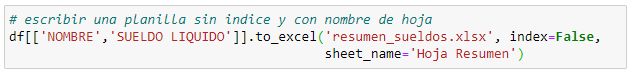 # escribir una planilla sin indice y con nombre de hoja
df[['NOMBRE','SUELDO LIQUIDO']].to_excel('resumen_sueldos.xlsx', index=False,
sheet_name='Hoja Resumen')